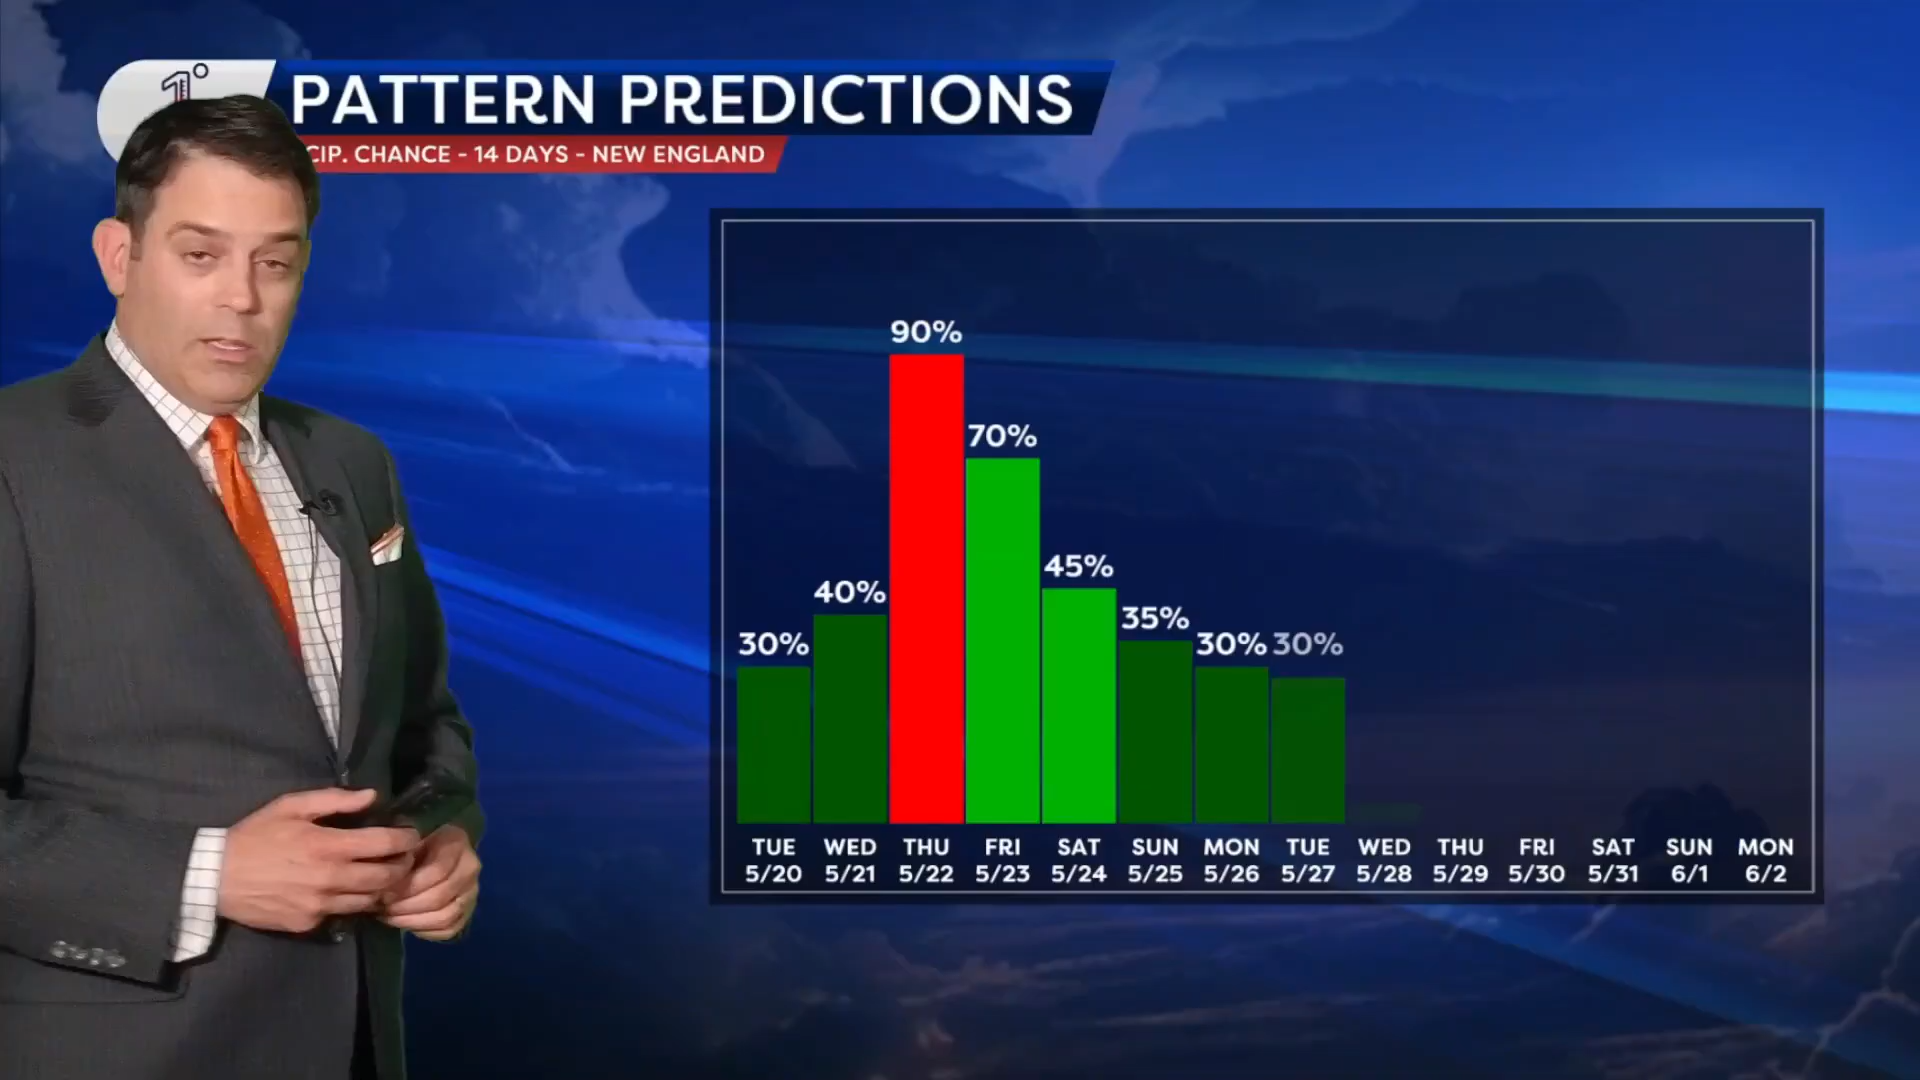 1°
PATTERN PREDICTIONS
CIP. CHANCE - 14 DAYS - NEW ENGLAND
90%
70%
45%
40%
35%
30%
30%
30%
TUE WED THU FRI SAT SUN MON TUE WED THU FRI SAT SUN MON
5/20 5/21 5/22 5/23 5/24 5/25 5/26 5/27 5/28 5/29 5/30 5/31 6/1 6/2